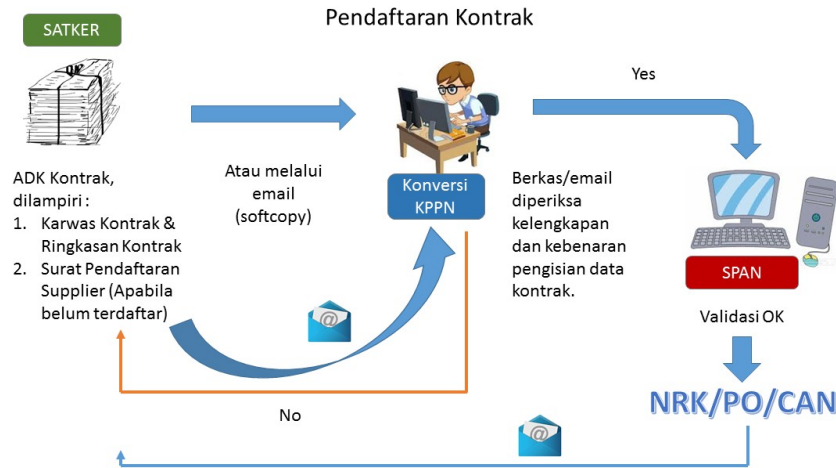 Pendaftaran Kontrak
SATKER
ADK Kontrak,
dilampiri :
1. Karwas Kontrak &
Ringkasan Kontrak
2. Surat Pendaftaran
Supplier (Apabila
belum terdaftar)
Atau melalui
email
(softcopy)
Konversi
KPPN
Yes
Berkas/email
diperiksa
kelengkapan
dan kebenaran
pengisian data
kontrak.
SPAN
Validasi OK
NRK/PO/CAN
No
@
@